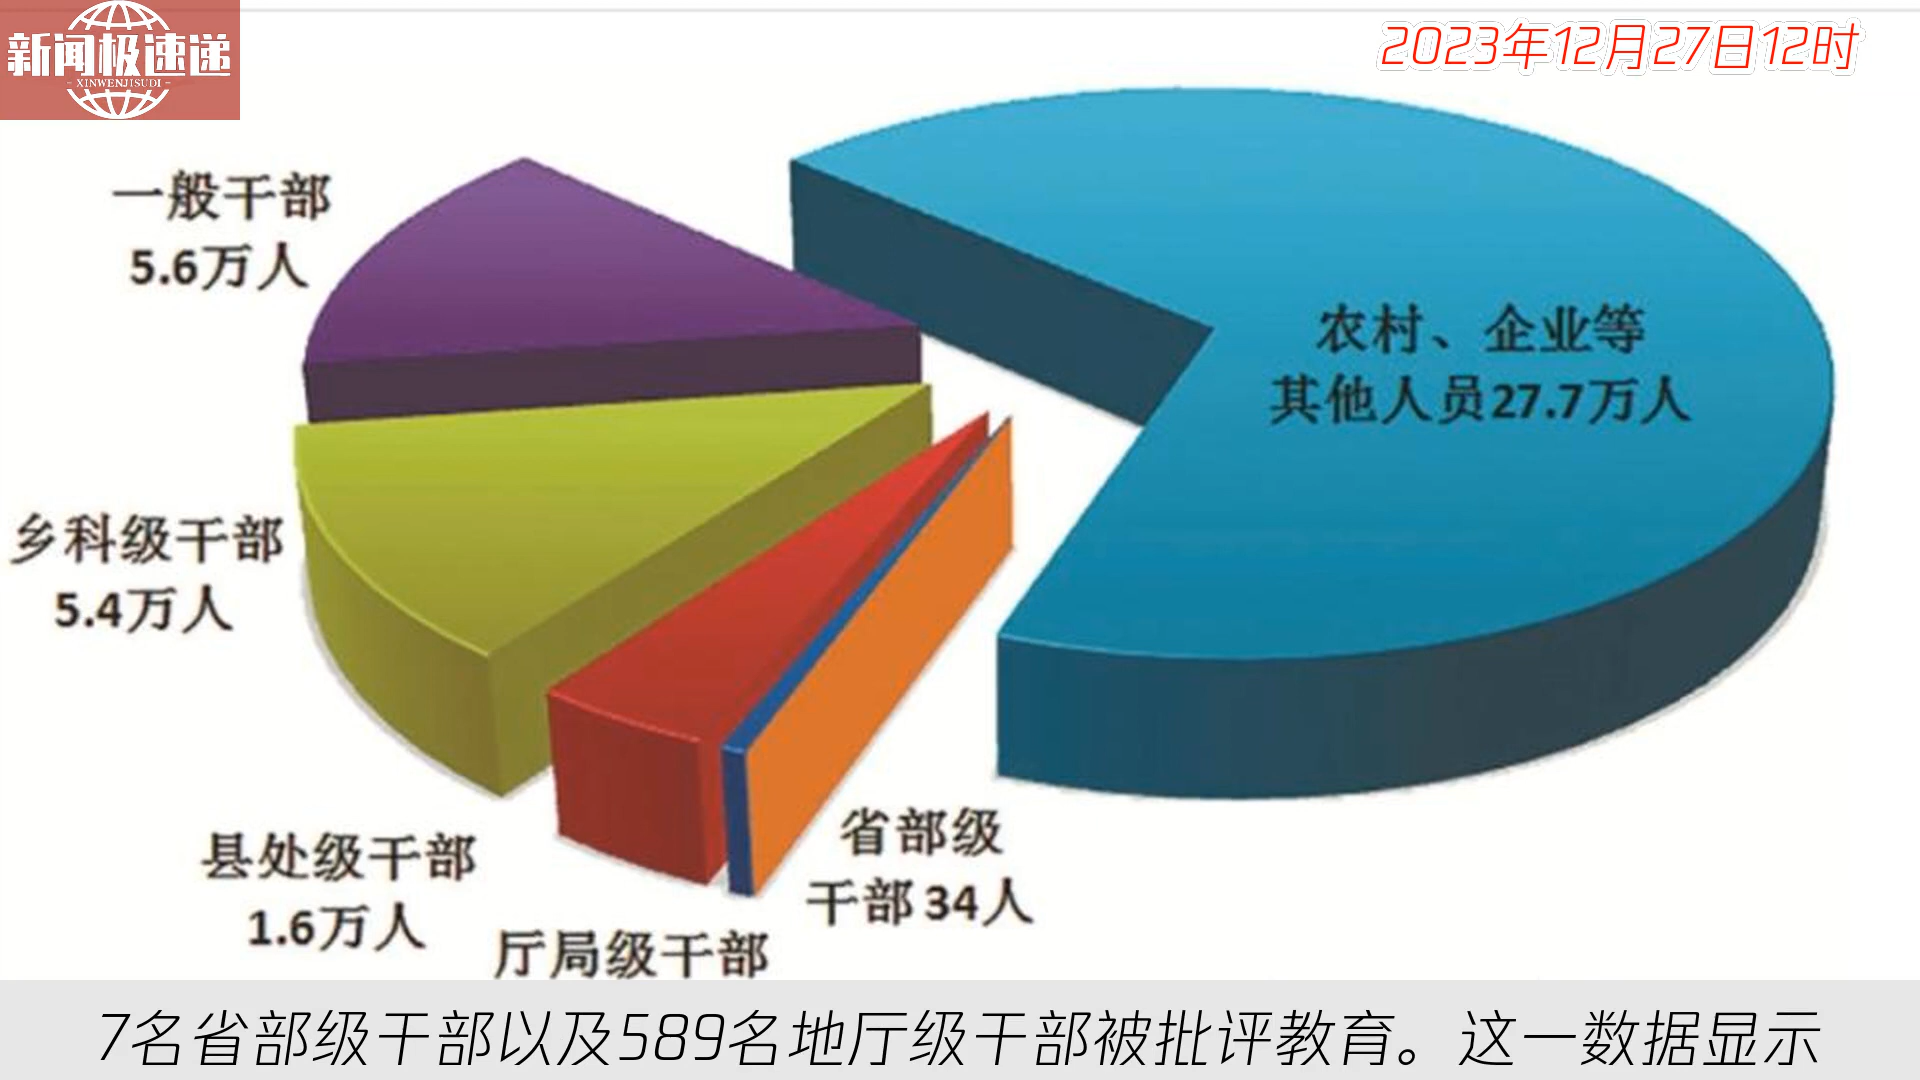 新闻极速递
XINWENJISUDI
2023年12月27日12时
一般干部
5.6万人
农村、企业等
其他人员27.7万人
乡科级干部
5.4万人
县处级干部
1.6万人
厅局级干部
省部级
干部34人
7名省部级干部以及589名地厅级干部被批评教育。这一数据显示